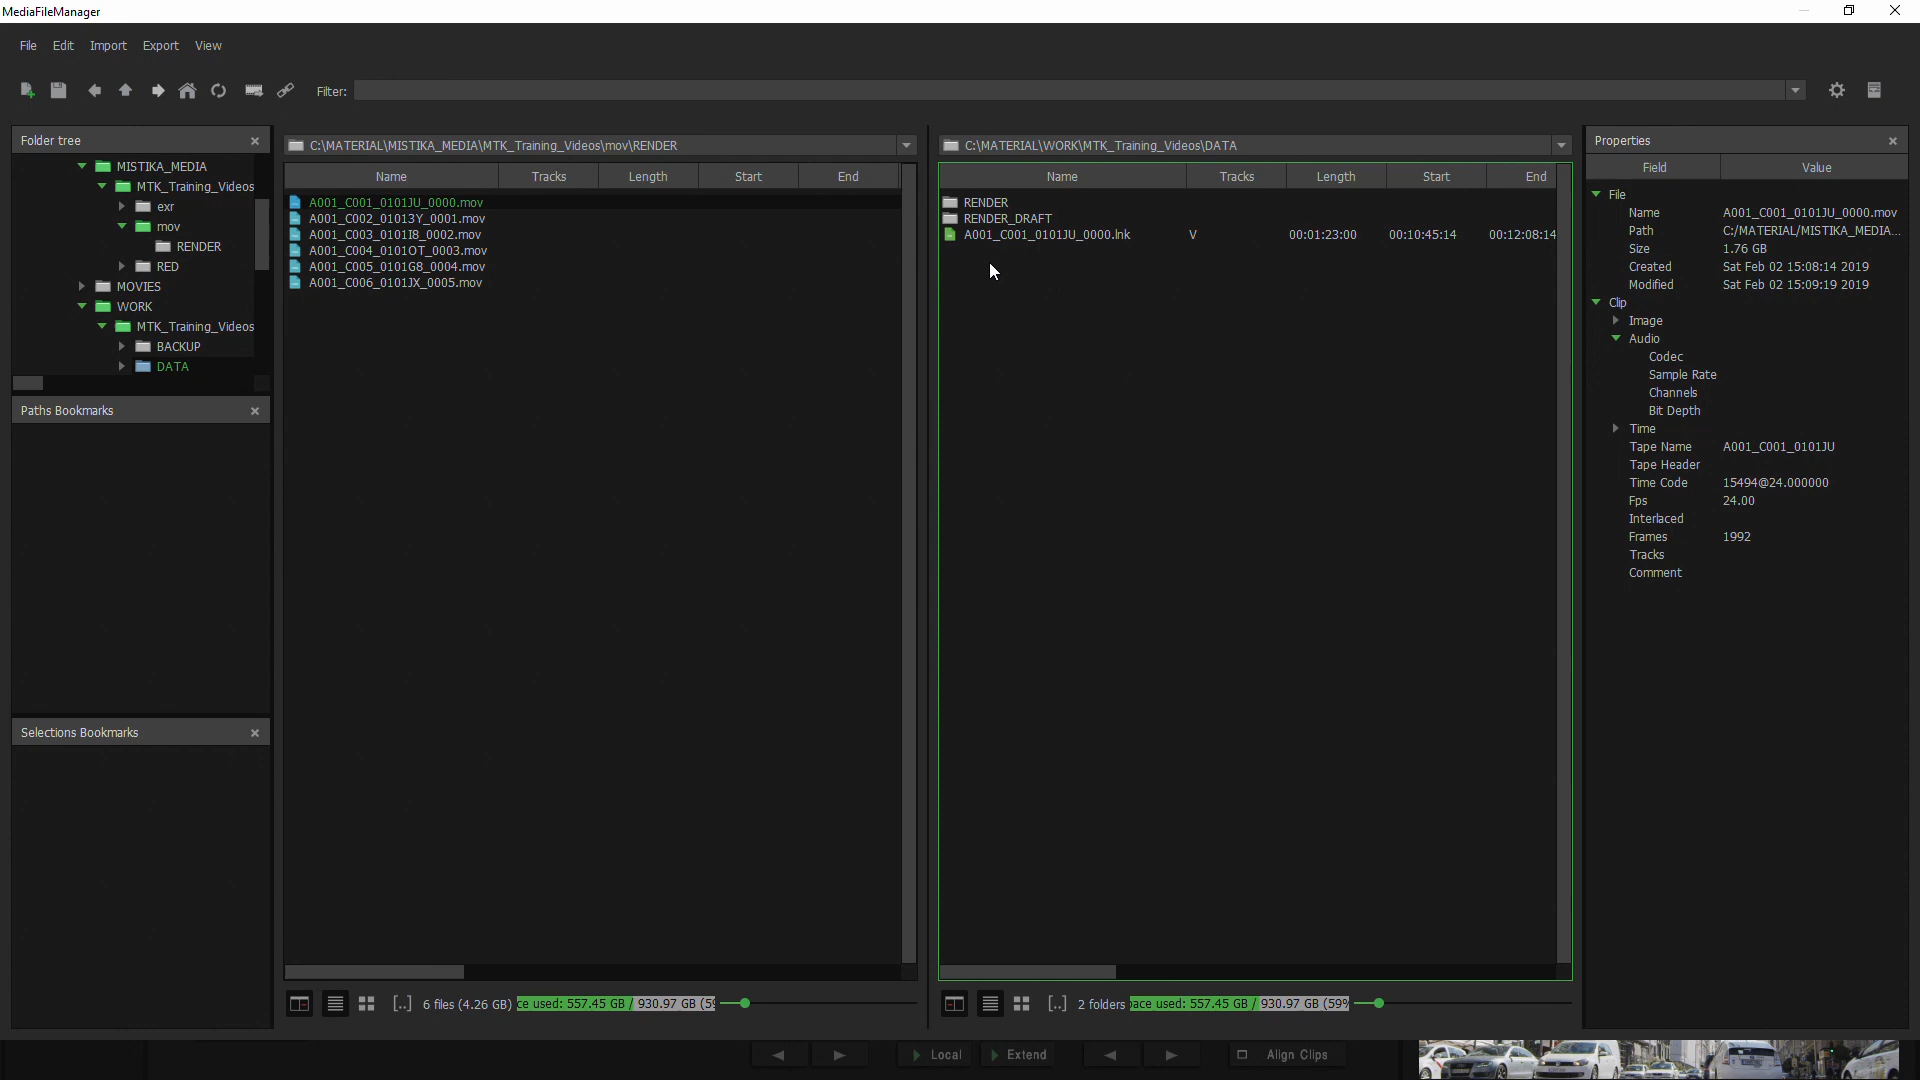 MediaFileManager
File Edit Import Export View
Filter:
Folder tree
MISTIKA_MEDIA
MTK_Training_Videos
exr
mov
RENDER
RED
MOVIES
WORK
MTK_Training_Videos
BACKUP
DATA
Paths Bookmarks
Selections Bookmarks
C:\MATERIAL\MISTIKA_MEDIA\MTK_Training_Videos\mov\RENDER
Name Tracks Length Start End
A001_C001_0101JU_0000.mov
A001_C002_01013Y_0001.mov
A001_C003_0101I8_0002.mov
A001_C004_0101OT_0003.mov
A001_C005_0101G8_0004.mov
A001_C006_0101JX_0005.mov
[..] 6 files (4.26 GB) ce used: 557.45 GB / 930.97 GB (59
C:\MATERIAL\WORK\MTK_Training_Videos\DATA
Name Tracks Length Start End
RENDER
RENDER_DRAFT
A001_C001_0101JU_0000.lnk V 00:01:23:00 00:10:45:14 00:12:08:14
[..] 2 folders ace used: 557.45 GB / 930.97 GB (59%
Properties
Field Value
File
Name A001_C001_0101JU_0000.mov
Path C:/MATERIAL/MISTIKA_MEDIA...
Size 1.76 GB
Created Sat Feb 02 15:08:14 2019
Modified Sat Feb 02 15:09:19 2019
Clip
Image
Audio
Codec
Sample Rate
Channels
Bit Depth
Time
Tape Name A001_C001_0101JU
Tape Header
Time Code 15494@24.000000
Fps 24.00
Interlaced
Frames 1992
Tracks
Comment
Local Extend Align Clips